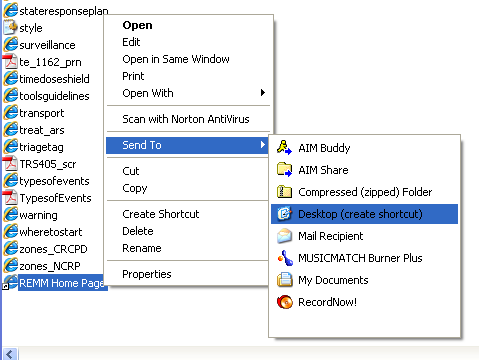 stateresponseplan
style
surveillance
te_1162_prn
timedoseshield
toolsguidelines
transport
treat_ars
triagetag
TRS405_scr
typesofevents
TypesofEvents
warning
wheretostart
zones_CRCPD
zones_NCRP
REMM Home Page
Open
Edit
Open in Same Window
Print
Open With
Scan with Norton AntiVirus
Send To
Cut
Copy
Create Shortcut
Delete
Rename
Properties
AIM Buddy
AIM Share
Compressed (zipped) Folder
Desktop (create shortcut)
Mail Recipient
MUSICMATCH Burner Plus
My Documents
RecordNow!